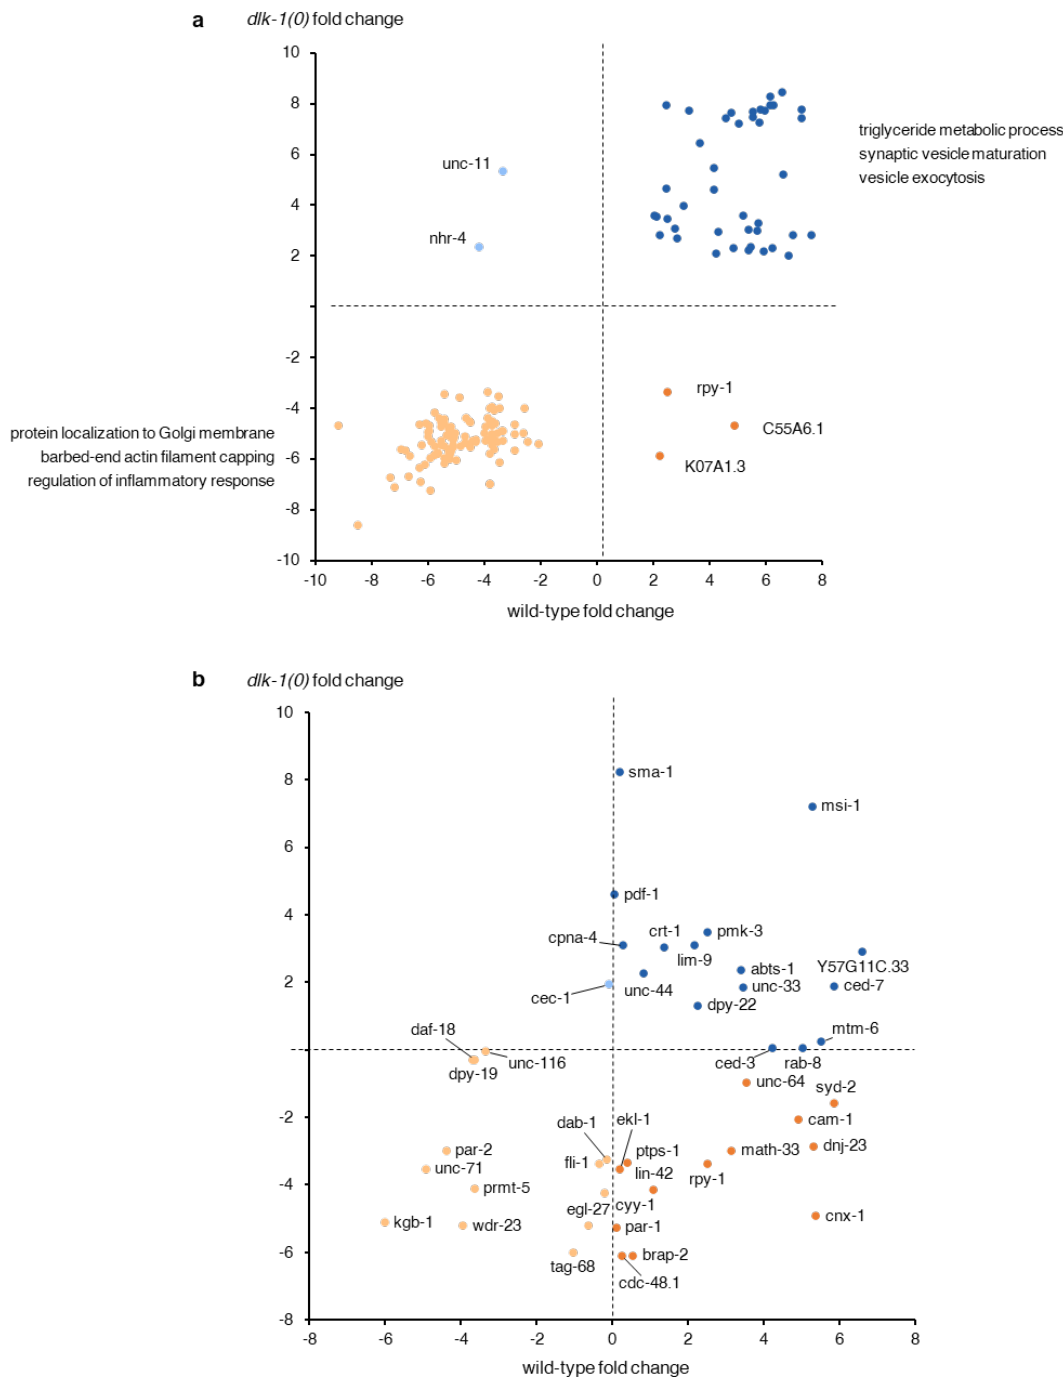 a dlk-1(0) fold change
10
8
6
4
2
-2
-4
-6
-8
-10
unc-11
nhr-4
triglyceride metabolic process
synaptic vesicle maturation
vesicle exocytosis
rpy-1
C55A6.1
K07A1.3
protein localization to Golgi membrane
barbed-end actin filament capping
regulation of inflammatory response
-10 -8 -6 -4 -2 0 2 4 6 8
wild-type fold change
b dlk-1(0) fold change
10
8
6
4
2
0
-2
-4
-6
-8
sma-1
msi-1
pdf-1
cpna-4
crt-1
pmk-3
lim-9
abts-1
Y57G11C.33
cec-1
unc-44
unc-33
ced-7
dpy-22
daf-18
mtm-6
unc-116
dpy-19
ced-3
rab-8
unc-64
syd-2
dab-1
ekl-1
cam-1
par-2
ptps-1
math-33
dnj-23
unc-71
fli-1
lin-42
rpy-1
prmt-5
egl-27
cyy-1
kgb-1
wdr-23
par-1
cnx-1
tag-68
brap-2
cdc-48.1
-8 -6 -4 -2 0 2 4 6 8
wild-type fold change